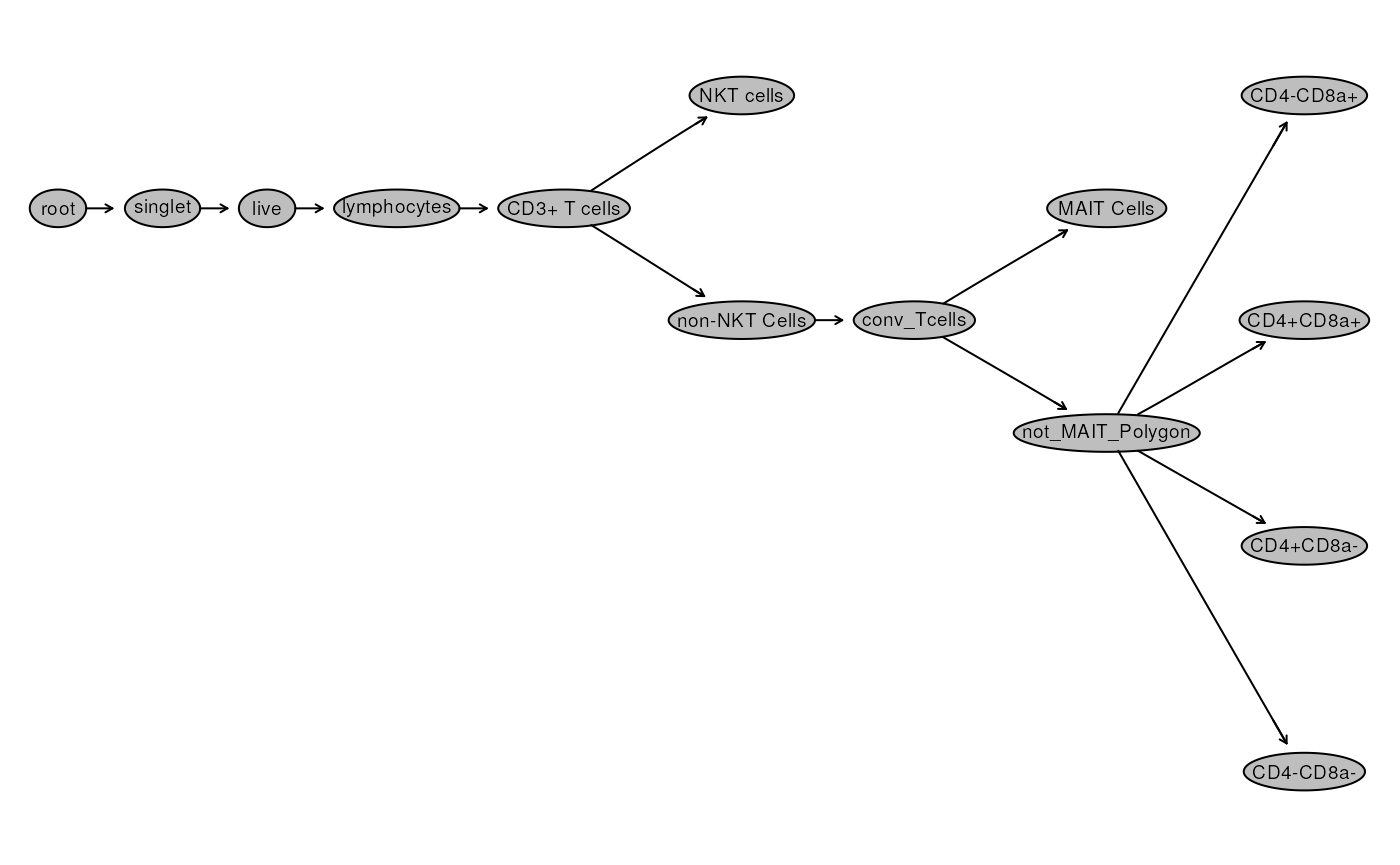 NKT cells
CD4-CD8a+
root
singlet
live
lymphocytes
CD3+ T cells
MAIT Cells
non-NKT Cells
conv_Tcells
CD4+CD8a+
not_MAIT_Polygon
CD4+CD8a-
CD4-CD8a-